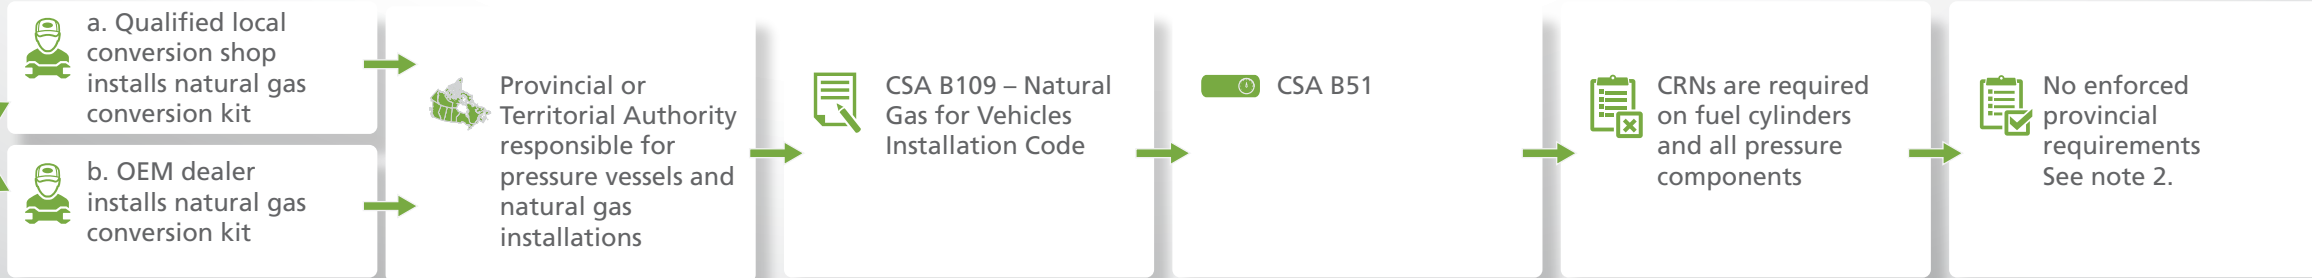 a. Qualified local
conversion shop
installs natural gas
conversion kit
b. OEM dealer
installs natural gas
conversion kit
Provincial or
Territorial Authority
responsible for
pressure vessels and
natural gas
installations
CSA B109 – Natural
Gas for Vehicles
Installation Code
CSA B51
CRNs are required
on fuel cylinders
and all pressure
components
No enforced
provincial
requirements
See note 2.